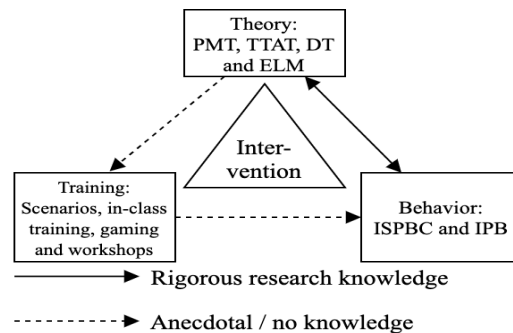 Theory:
PMT, TTAT, DT
and ELM
Inter-
vention
Training:
Scenarios, in-class
training, gaming
and workshops
Behavior:
ISPBC and IPB
Rigorous research knowledge
Anecdotal / no knowledge